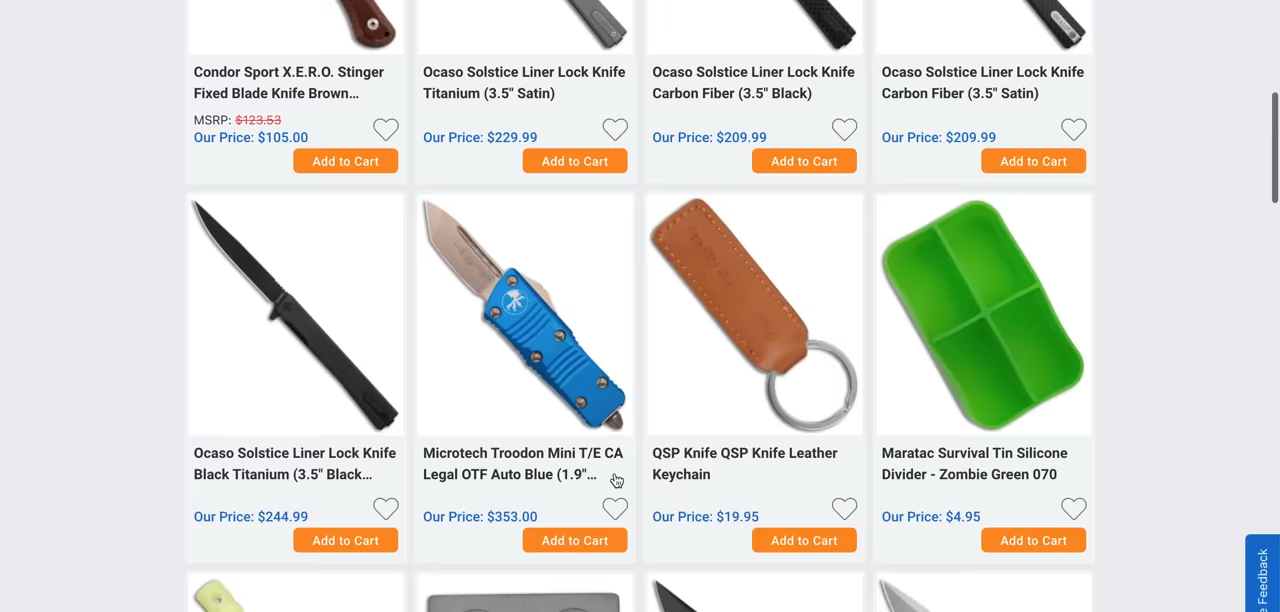 Condor Sport X.E.R.O. Stinger
Fixed Blade Knife Brown...
MSRP: $123.53
Our Price: $105.00
Add to Cart
Ocaso Solstice Liner Lock Knife
Titanium (3.5" Satin)
Our Price: $229.99
Add to Cart
Ocaso Solstice Liner Lock Knife
Carbon Fiber (3.5" Black)
Our Price: $209.99
Add to Cart
Ocaso Solstice Liner Lock Knife
Carbon Fiber (3.5" Satin)
Our Price: $209.99
Add to Cart
Ocaso Solstice Liner Lock Knife
Black Titanium (3.5" Black...
Our Price: $244.99
Add to Cart
Microtech Troodon Mini T/E CA
Legal OTF Auto Blue (1.9"...
Our Price: $353.00
Add to Cart
QSP Knife QSP Knife Leather
Keychain
Our Price: $19.95
Add to Cart
Maratac Survival Tin Silicone
Divider - Zombie Green 070
Our Price: $4.95
Add to Cart
Feedback